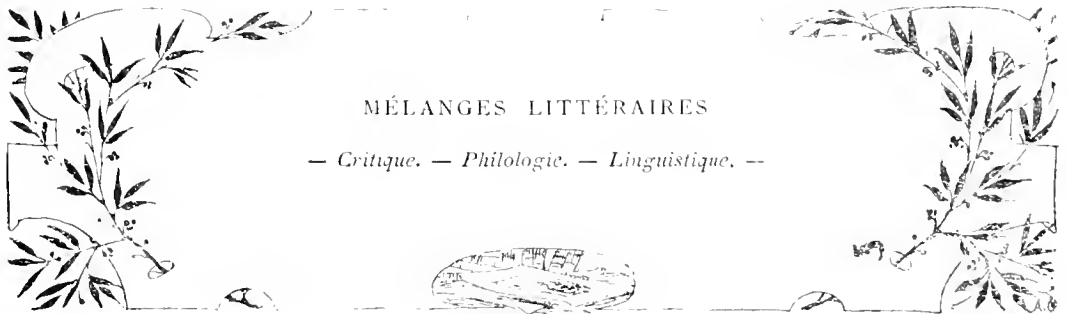 MÉLANGES LITTÉRAIRES
— Critique. — Philologie. — Linguistique. —